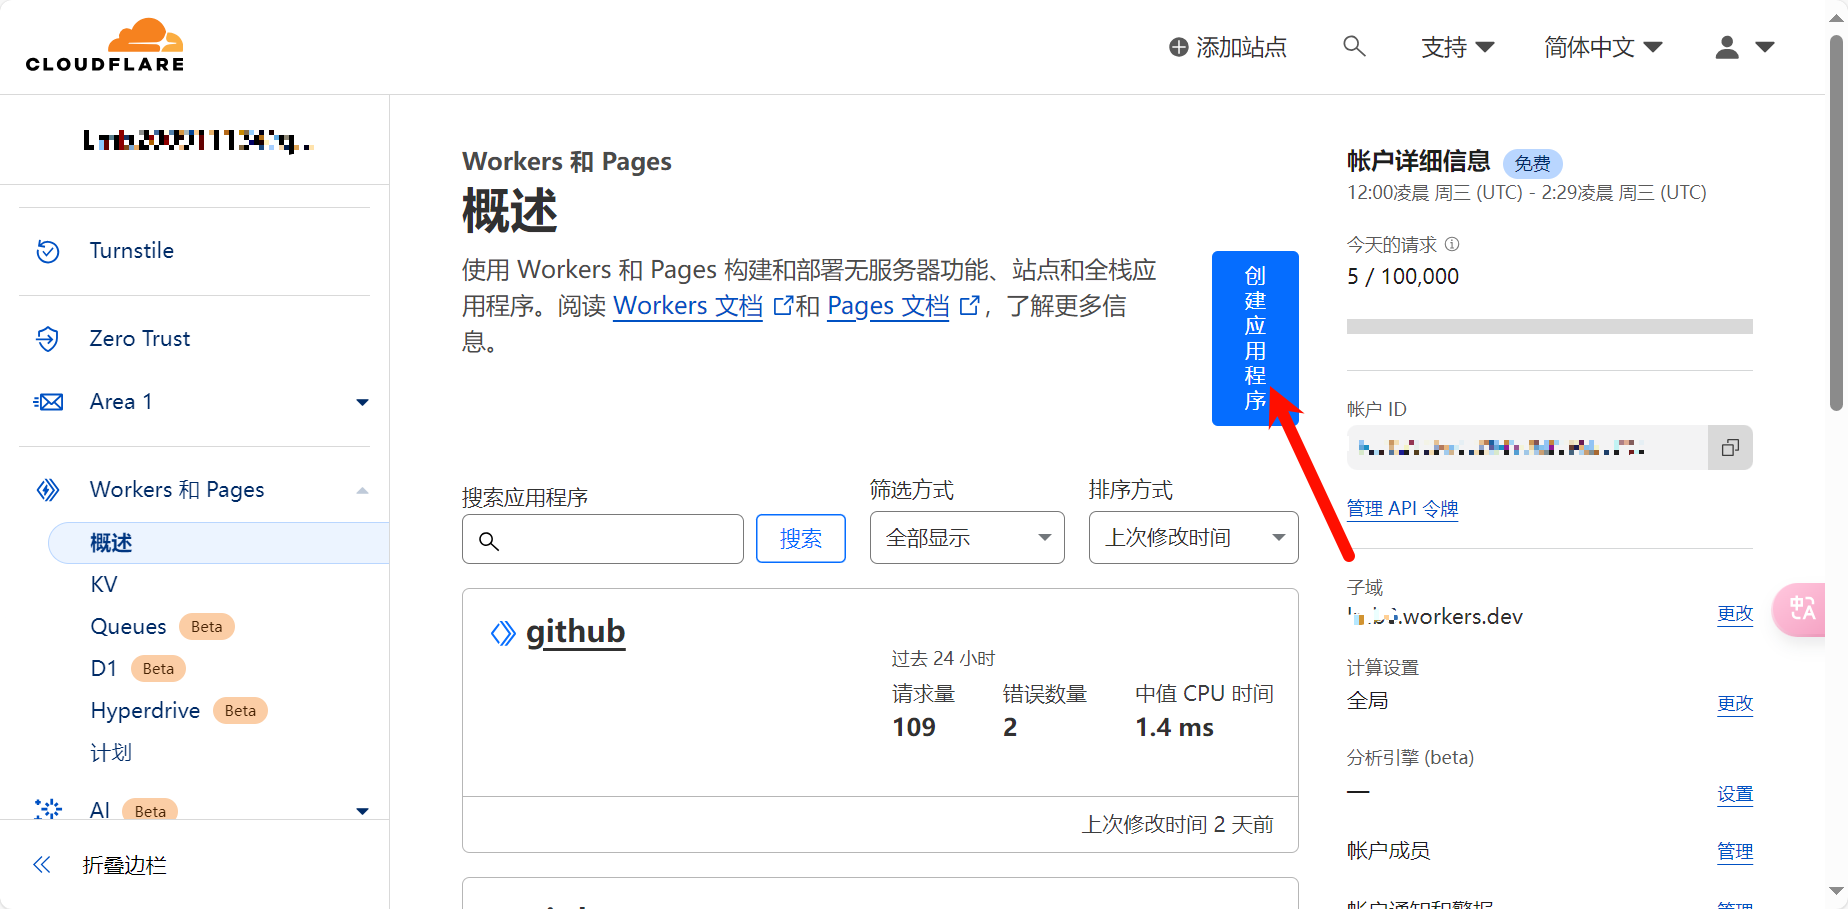 CLOUDFLARE
添加站点
支持
简体中文
Turnstile
Zero Trust
Area 1
Workers 和 Pages
概述
KV
Queues Beta
D1 Beta
Hyperdrive Beta
计划
AI Beta
折叠边栏
Workers 和 Pages
概述
使用 Workers 和 Pages 构建和部署无服务器功能、站点和全栈应
用程序。阅读 Workers 文档 和 Pages 文档 ，了解更多信
息。
创
建
应
用
程
序
搜索应用程序
搜索
筛选方式
全部显示
排序方式
上次修改时间
github
过去 24 小时
请求量 错误数量 中值 CPU 时间
109 2 1.4 ms
上次修改时间 2 天前
帐户详细信息 免费
12:00凌晨 周三 (UTC) - 2:29凌晨 周三 (UTC)
今天的请求
5 / 100,000
帐户 ID
管理 API 令牌
子域
.workers.dev 更改
计算设置
全局 更改
分析引擎 (beta)
— 设置
帐户成员 管理
帐户通知和警报 管理
中A